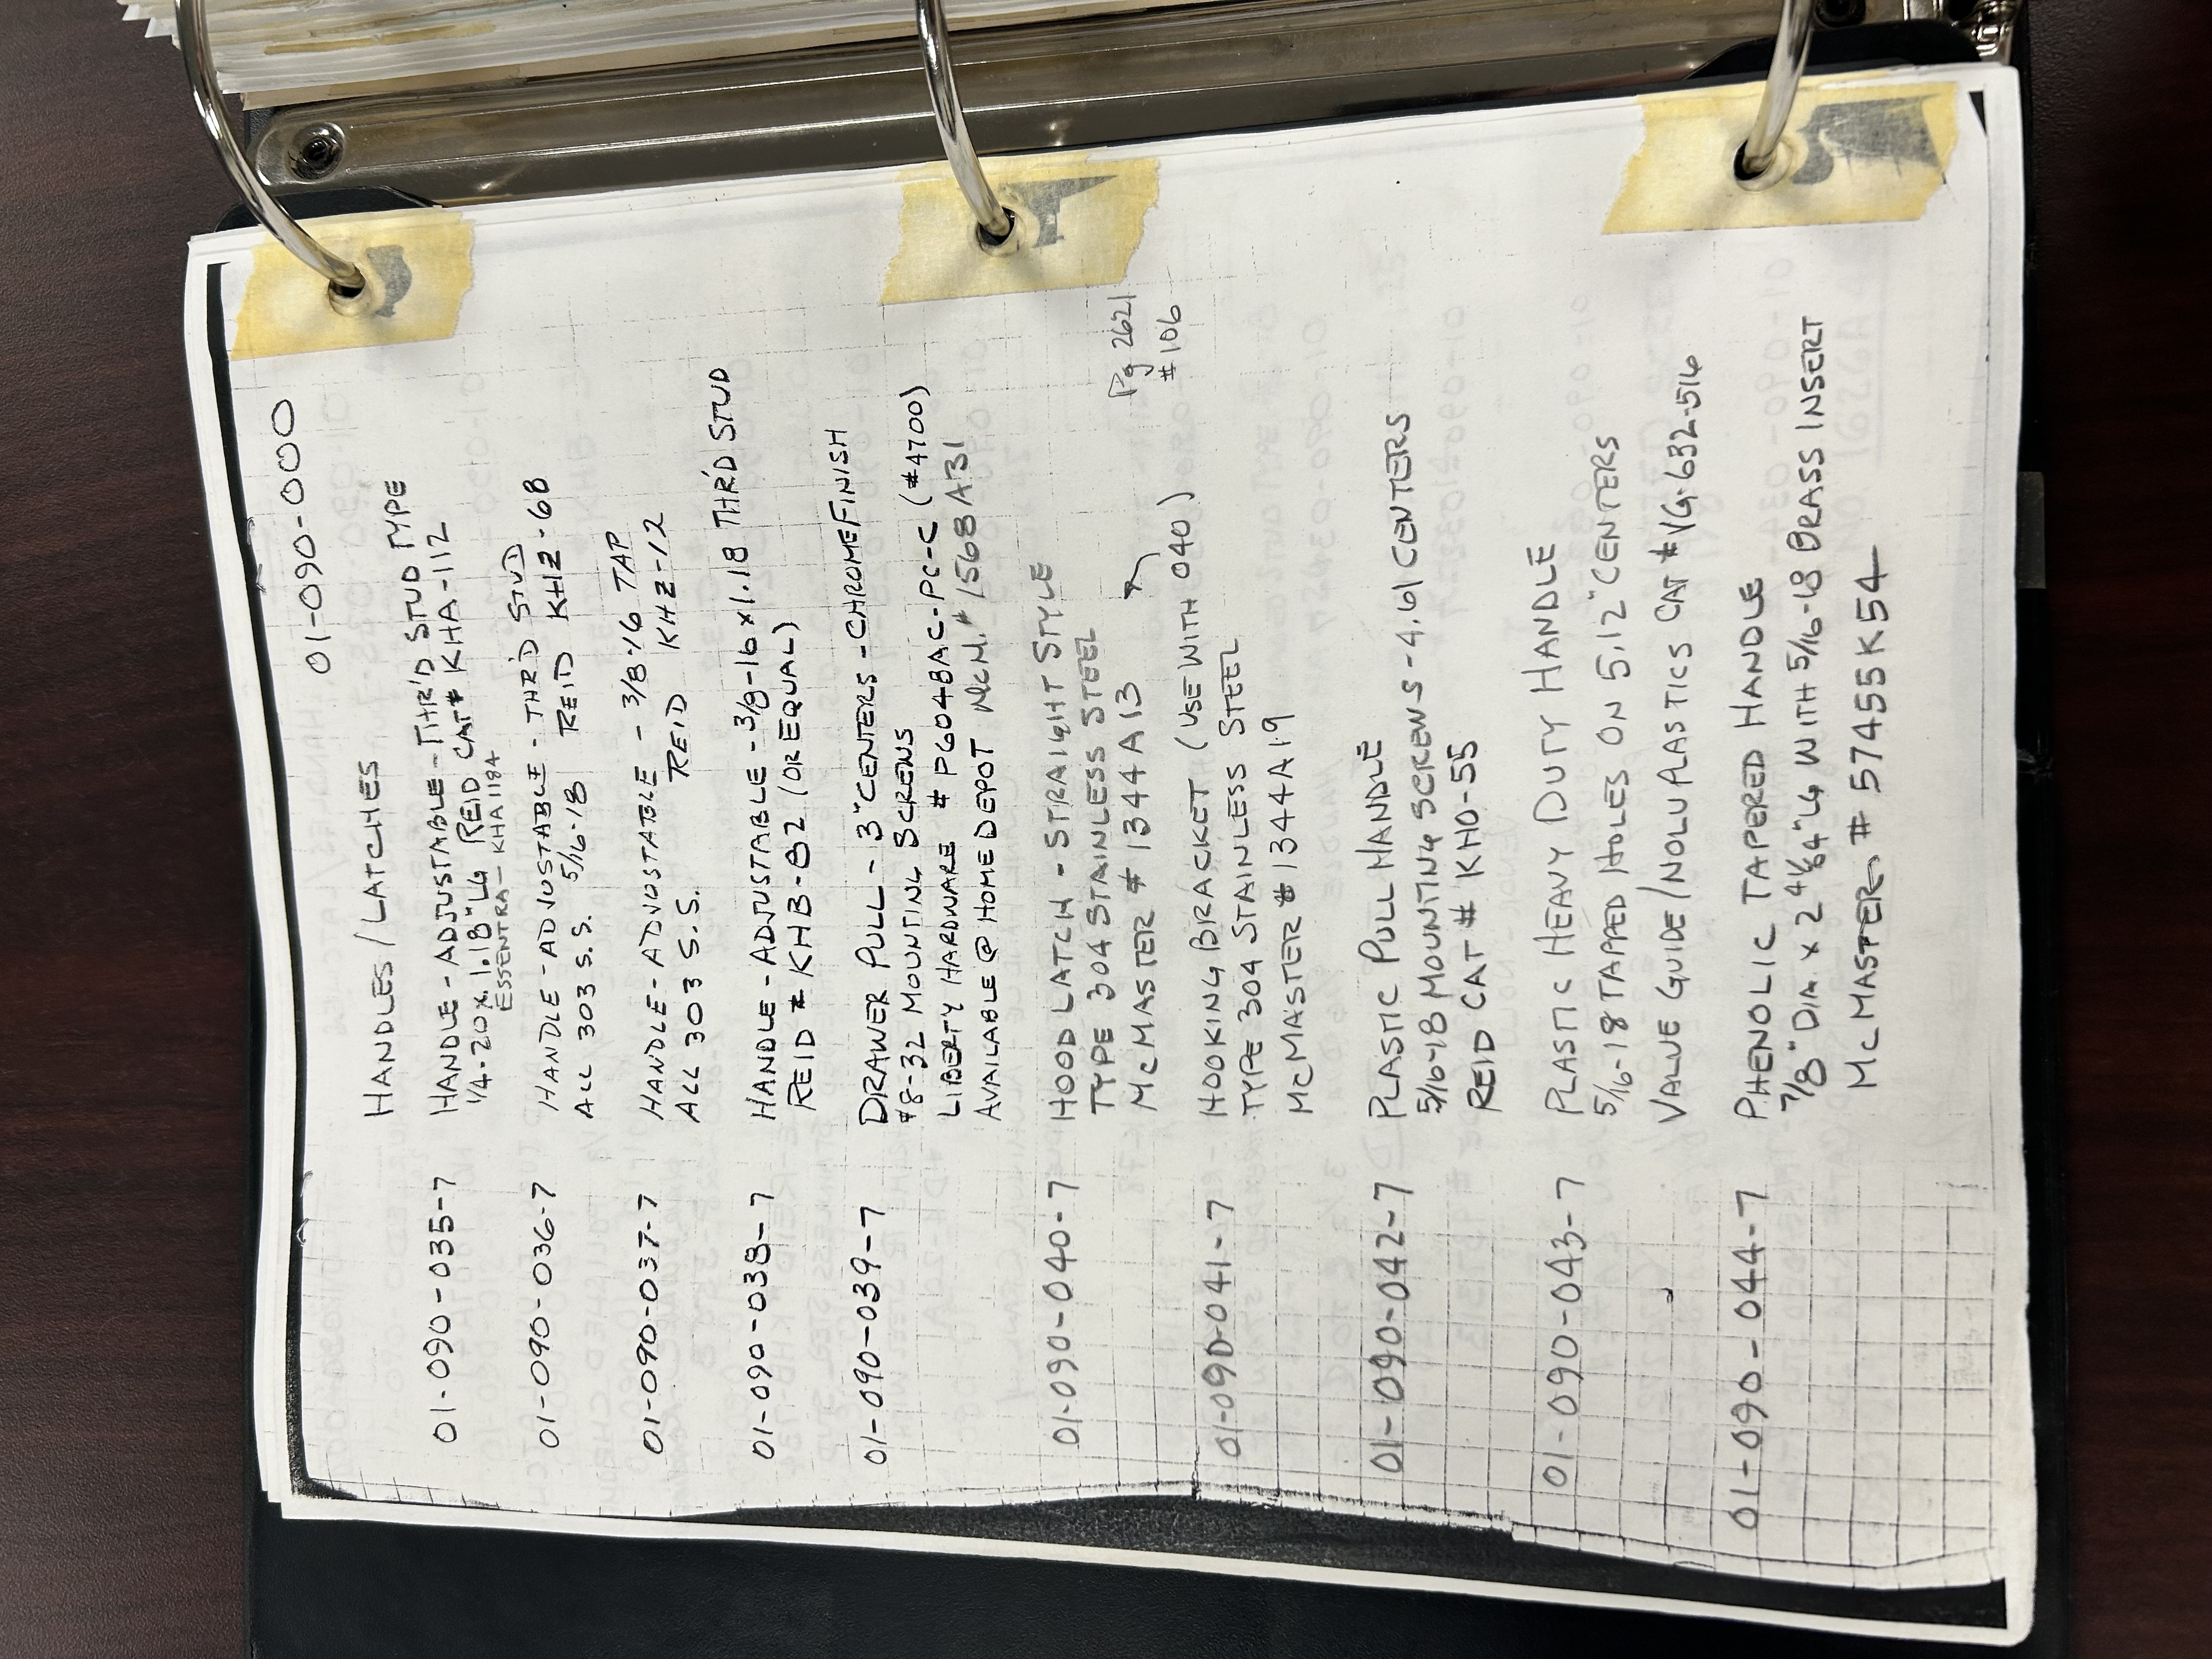 01-090-000
HANDLES/LATCHES
01-090-035-7 HANDLE-ADJUSTABLE-THR'D STUD TYPE
1/4-20 x 1.18" LG REID CAT# KHA-112
ESSENTRA-KHA1184
01-090-036-7 HANDLE-ADJUSTABLE-THR'D STUD
ALL 303 S.S. 5/16-18 REID KHZ-68
01-090-037-7 HANDLE-ADJUSTABLE - 3/8-16 TAP
ALL 303 S.S. REID KHZ-12
01-090-038-7 HANDLE-ADJUSTABLE-3/8-16 x 1.18 THR'D STUD
REID # KHB-82 (OR EQUAL)
01-090-039-7 DRAWER PULL - 3" CENTERS - CHROME FINISH
#8-32 MOUNTING SCREWS
LIBERTY HARDWARE # P6048AC-PC-C (#4700)
AVAILABLE @ HOME DEPOT McM. # 1568A31
01-090-040-7 HOOD LATCH - STRAIGHT STYLE
TYPE 304 STAINLESS STEEL
McMASTER # 1344A13
Pg 2621
#106
01-090-041-7 HOOKING BRACKET (USE WITH 040)
TYPE 304 STAINLESS STEEL
McMASTER # 1344A19
01-090-042-7 PLASTIC PULL HANDLE
5/16-18 MOUNTING SCREWS-4.61 CENTERS
REID CAT # KHO-55
01-090-043-7 PLASTIC HEAVY DUTY HANDLE
5/16-18 TAPPED HOLES ON 5.12" CENTERS
VALUE GUIDE/NOLU PLASTICS CAT # VG-632-516
01-090-044-7 PHENOLIC TAPERED HANDLE
7/8" DIA x 2 41/64" LG WITH 5/16-18 BRASS INSERT
McMASTER # 57455K54